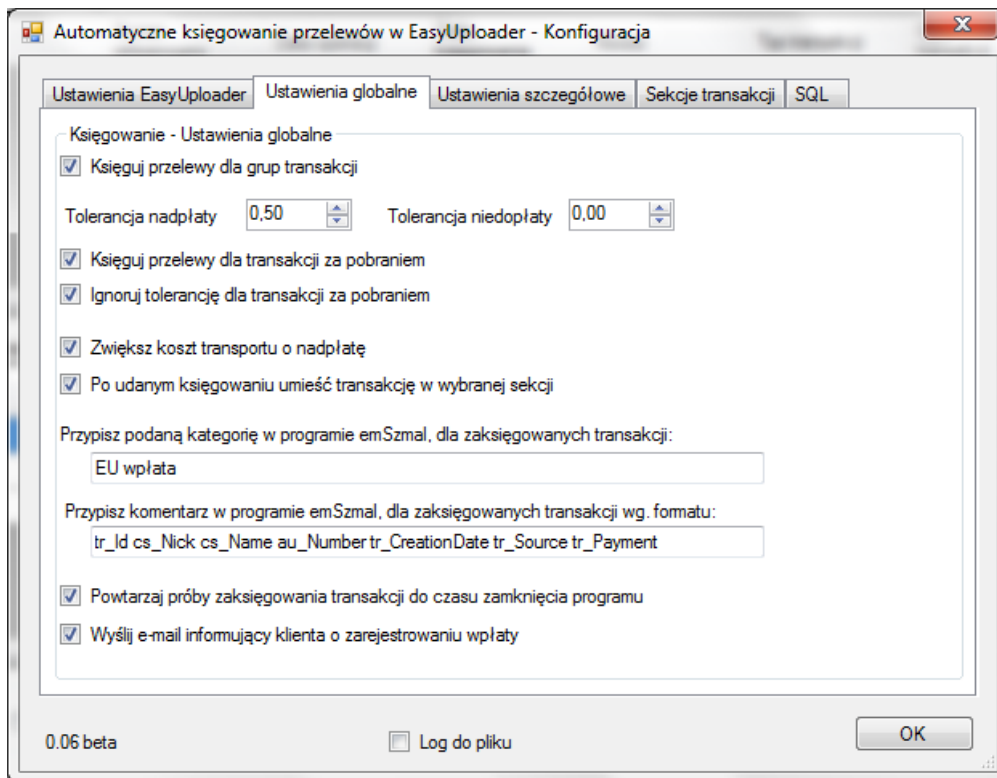 Automatyczne księgowanie przelewów w EasyUploader - Konfiguracja
Ustawienia EasyUploader Ustawienia globalne Ustawienia szczegółowe Sekcje transakcji SQL
Księgowanie - Ustawienia globalne
Księguj przelewy dla grup transakcji
Tolerancja nadpłaty 0,50 Tolerancja niedopłaty 0,00
Księguj przelewy dla transakcji za pobraniem
Ignoruj tolerancję dla transakcji za pobraniem
Zwiększ koszt transportu o nadpłatę
Po udanym księgowaniu umieść transakcję w wybranej sekcji
Przypisz podaną kategorię w programie emSzmal, dla zaksięgowanych transakcji:
EU wpłata
Przypisz komentarz w programie emSzmal, dla zaksięgowanych transakcji wg. formatu:
tr_Id cs_Nick cs_Name au_Number tr_CreationDate tr_Source tr_Payment
Powtarzaj próby zaksięgowania transakcji do czasu zamknięcia programu
Wyślij e-mail informujący klienta o zarejestrowaniu wpłaty
0.06 beta Log do pliku OK